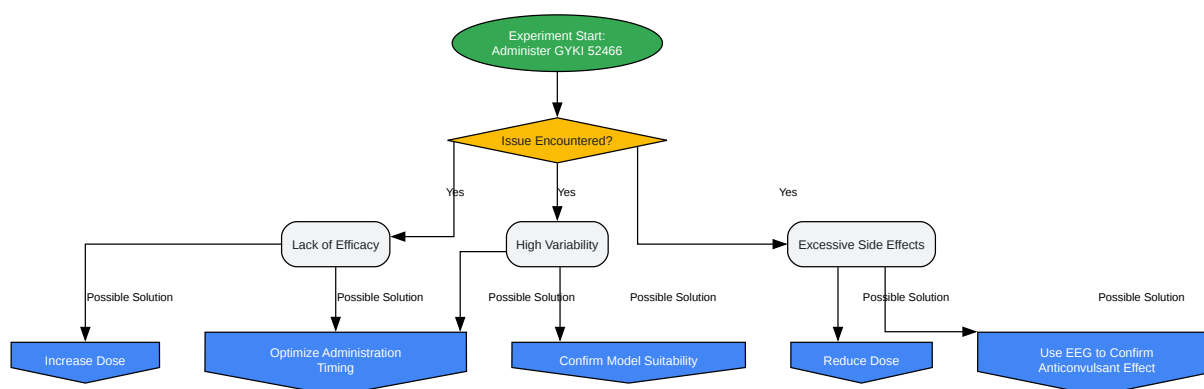 Experiment Start:
Administer GYKI 52466
Issue Encountered?
Yes
Yes
Yes
Lack of Efficacy
High Variability
Excessive Side Effects
Possible Solution
Possible Solution
Possible Solution
Possible Solution
Possible Solution
Possible Solution
Increase Dose
Optimize Administration
Timing
Confirm Model Suitability
Reduce Dose
Use EEG to Confirm
Anticonvulsant Effect